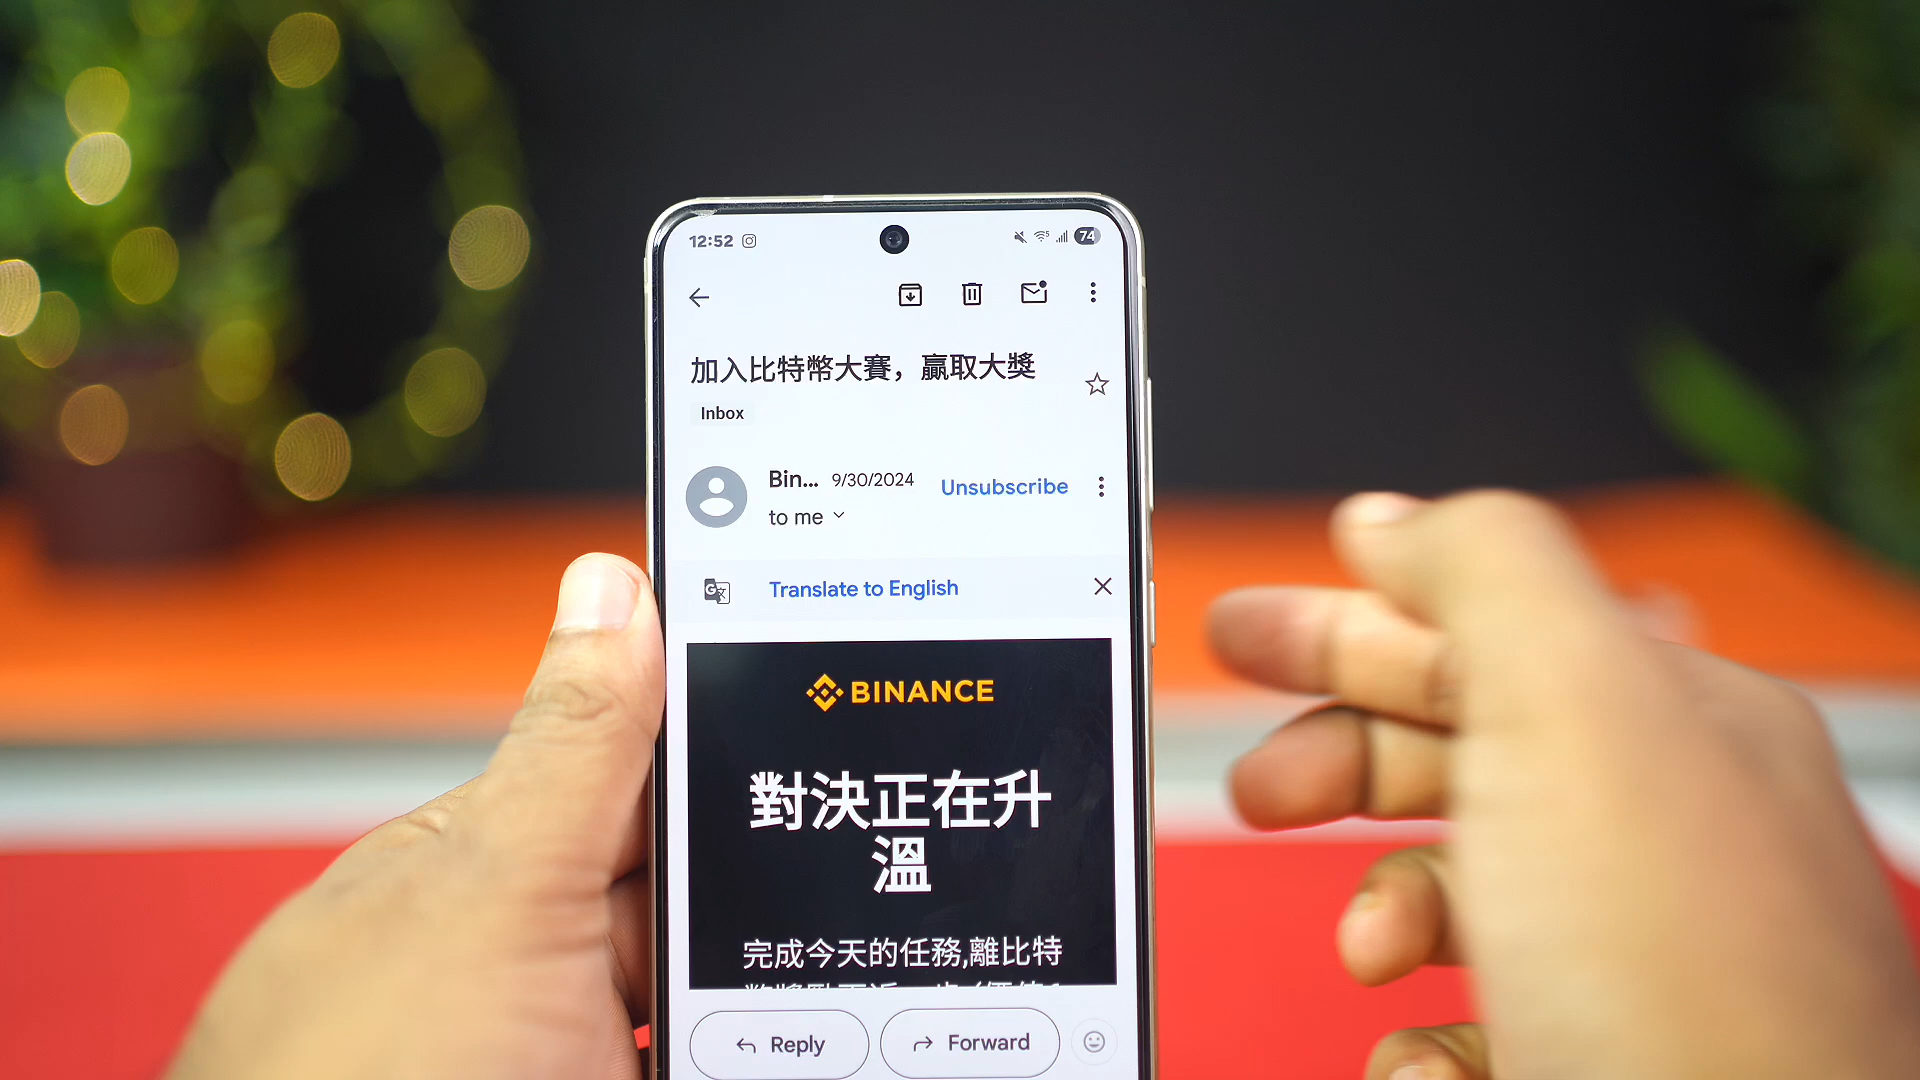 12:52
74
加入比特幣大賽，贏取大獎
Inbox
Bin... 9/30/2024 Unsubscribe
to me
Translate to English
BINANCE
對決正在升
溫
完成今天的任務,離比特
Reply Forward